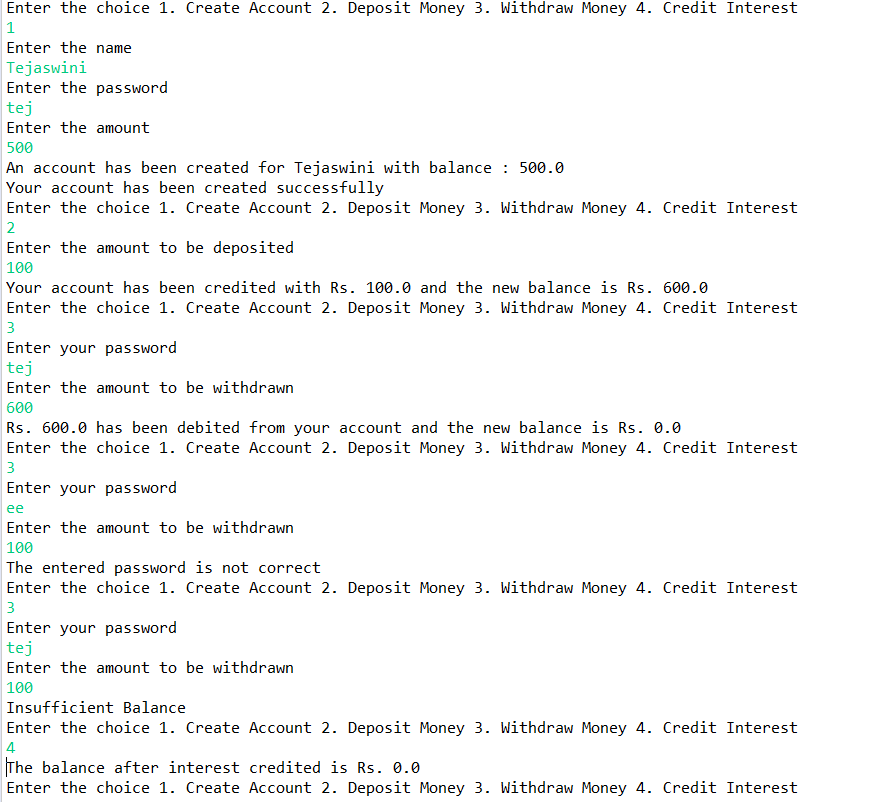 Enter the choice 1. Create Account 2. Deposit Money 3. Withdraw Money 4. Credit Interest
1
Enter the name
Tejaswini
Enter the password
tej
Enter the amount
500
An account has been created for Tejaswini with balance : 500.0
Your account has been created successfully
Enter the choice 1. Create Account 2. Deposit Money 3. Withdraw Money 4. Credit Interest
2
Enter the amount to be deposited
100
Your account has been credited with Rs. 100.0 and the new balance is Rs. 600.0
Enter the choice 1. Create Account 2. Deposit Money 3. Withdraw Money 4. Credit Interest
3
Enter your password
tej
Enter the amount to be withdrawn
600
Rs. 600.0 has been debited from your account and the new balance is Rs. 0.0
Enter the choice 1. Create Account 2. Deposit Money 3. Withdraw Money 4. Credit Interest
3
Enter your password
ee
Enter the amount to be withdrawn
100
The entered password is not correct
Enter the choice 1. Create Account 2. Deposit Money 3. Withdraw Money 4. Credit Interest
3
Enter your password
tej
Enter the amount to be withdrawn
100
Insufficient Balance
Enter the choice 1. Create Account 2. Deposit Money 3. Withdraw Money 4. Credit Interest
4
The balance after interest credited is Rs. 0.0
Enter the choice 1. Create Account 2. Deposit Money 3. Withdraw Money 4. Credit Interest